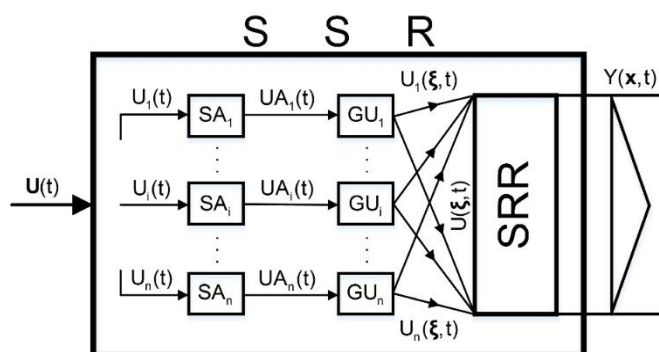 S S R
U₁(ξ,t) Y(x,t)
U₁(t) UA₁(t)
SA₁ GU₁
U(t) Uᵢ(t) UAᵢ(t)
SAᵢ GUᵢ U(ξ,t) SRR
Uₙ(t) UAₙ(t)
SAₙ GUₙ
Uₙ(ξ,t)